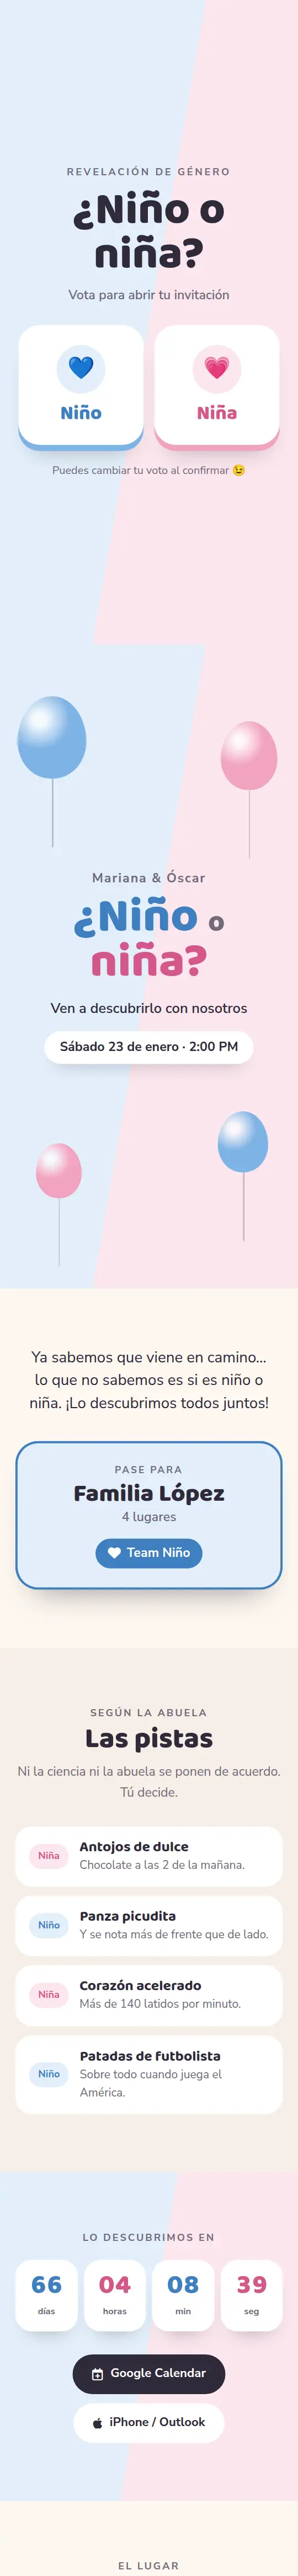 REVELACIÓN DE GÉNERO
¿Niño o
niña?
Vota para abrir tu invitación
Niño
Niña
Puedes cambiar tu voto al confirmar 😉
Mariana & Óscar
¿Niño o
niña?
Ven a descubrirlo con nosotros
Sábado 23 de enero · 2:00 PM
Ya sabemos que viene en camino...
lo que no sabemos es si es niño o
niña. ¡Lo descubrimos todos juntos!
PASE PARA
Familia López
4 lugares
Team Niño
SEGÚN LA ABUELA
Las pistas
Ni la ciencia ni la abuela se ponen de acuerdo.
Tú decide.
Niña
Antojos de dulce
Chocolate a las 2 de la mañana.
Niño
Panza picudita
Y se nota más de frente que de lado.
Niña
Corazón acelerado
Más de 140 latidos por minuto.
Niño
Patadas de futbolista
Sobre todo cuando juega el
América.
LO DESCUBRIMOS EN
66 04 08 39
días horas min seg
Google Calendar
iPhone / Outlook
EL LUGAR